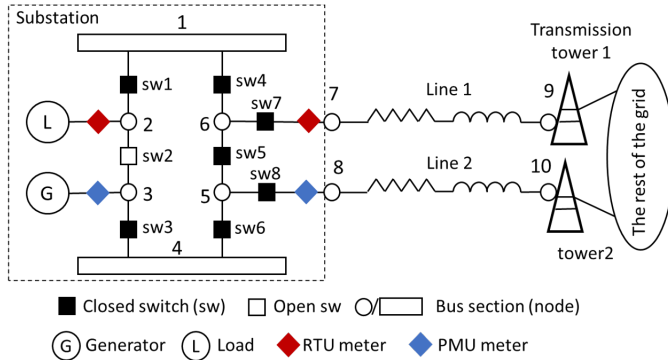 Substation
1
Transmission
tower 1
sw1
sw4
sw7
7
Line 1
9
L
2
6
sw2
sw5
sw8
8
Line 2
10
The rest of the grid
G
3
5
sw3
sw6
4
tower2
Closed switch (sw)
Open sw
/
Bus section (node)
G Generator
L Load
RTU meter
PMU meter